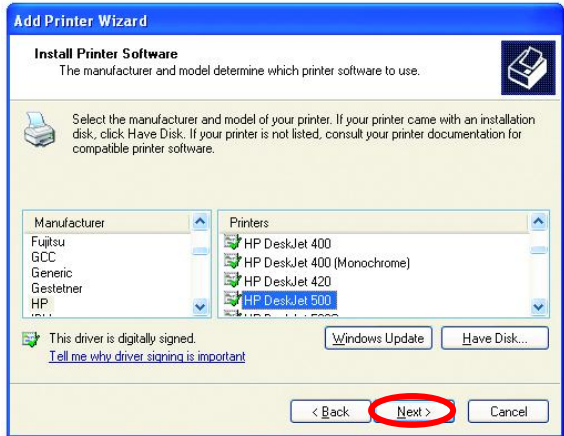 Add Printer Wizard
Install Printer Software
The manufacturer and model determine which printer software to use.
Select the manufacturer and model of your printer. If your printer came with an installation
disk, click Have Disk. If your printer is not listed, consult your printer documentation for
compatible printer software.
Manufacturer
Fujitsu
GCC
Generic
Gestetner
HP
Printers
HP DeskJet 400
HP DeskJet 400 (Monochrome)
HP DeskJet 420
HP DeskJet 500
This driver is digitally signed.
Tell me why driver signing is important
Windows Update
Have Disk...
< Back
Next >
Cancel